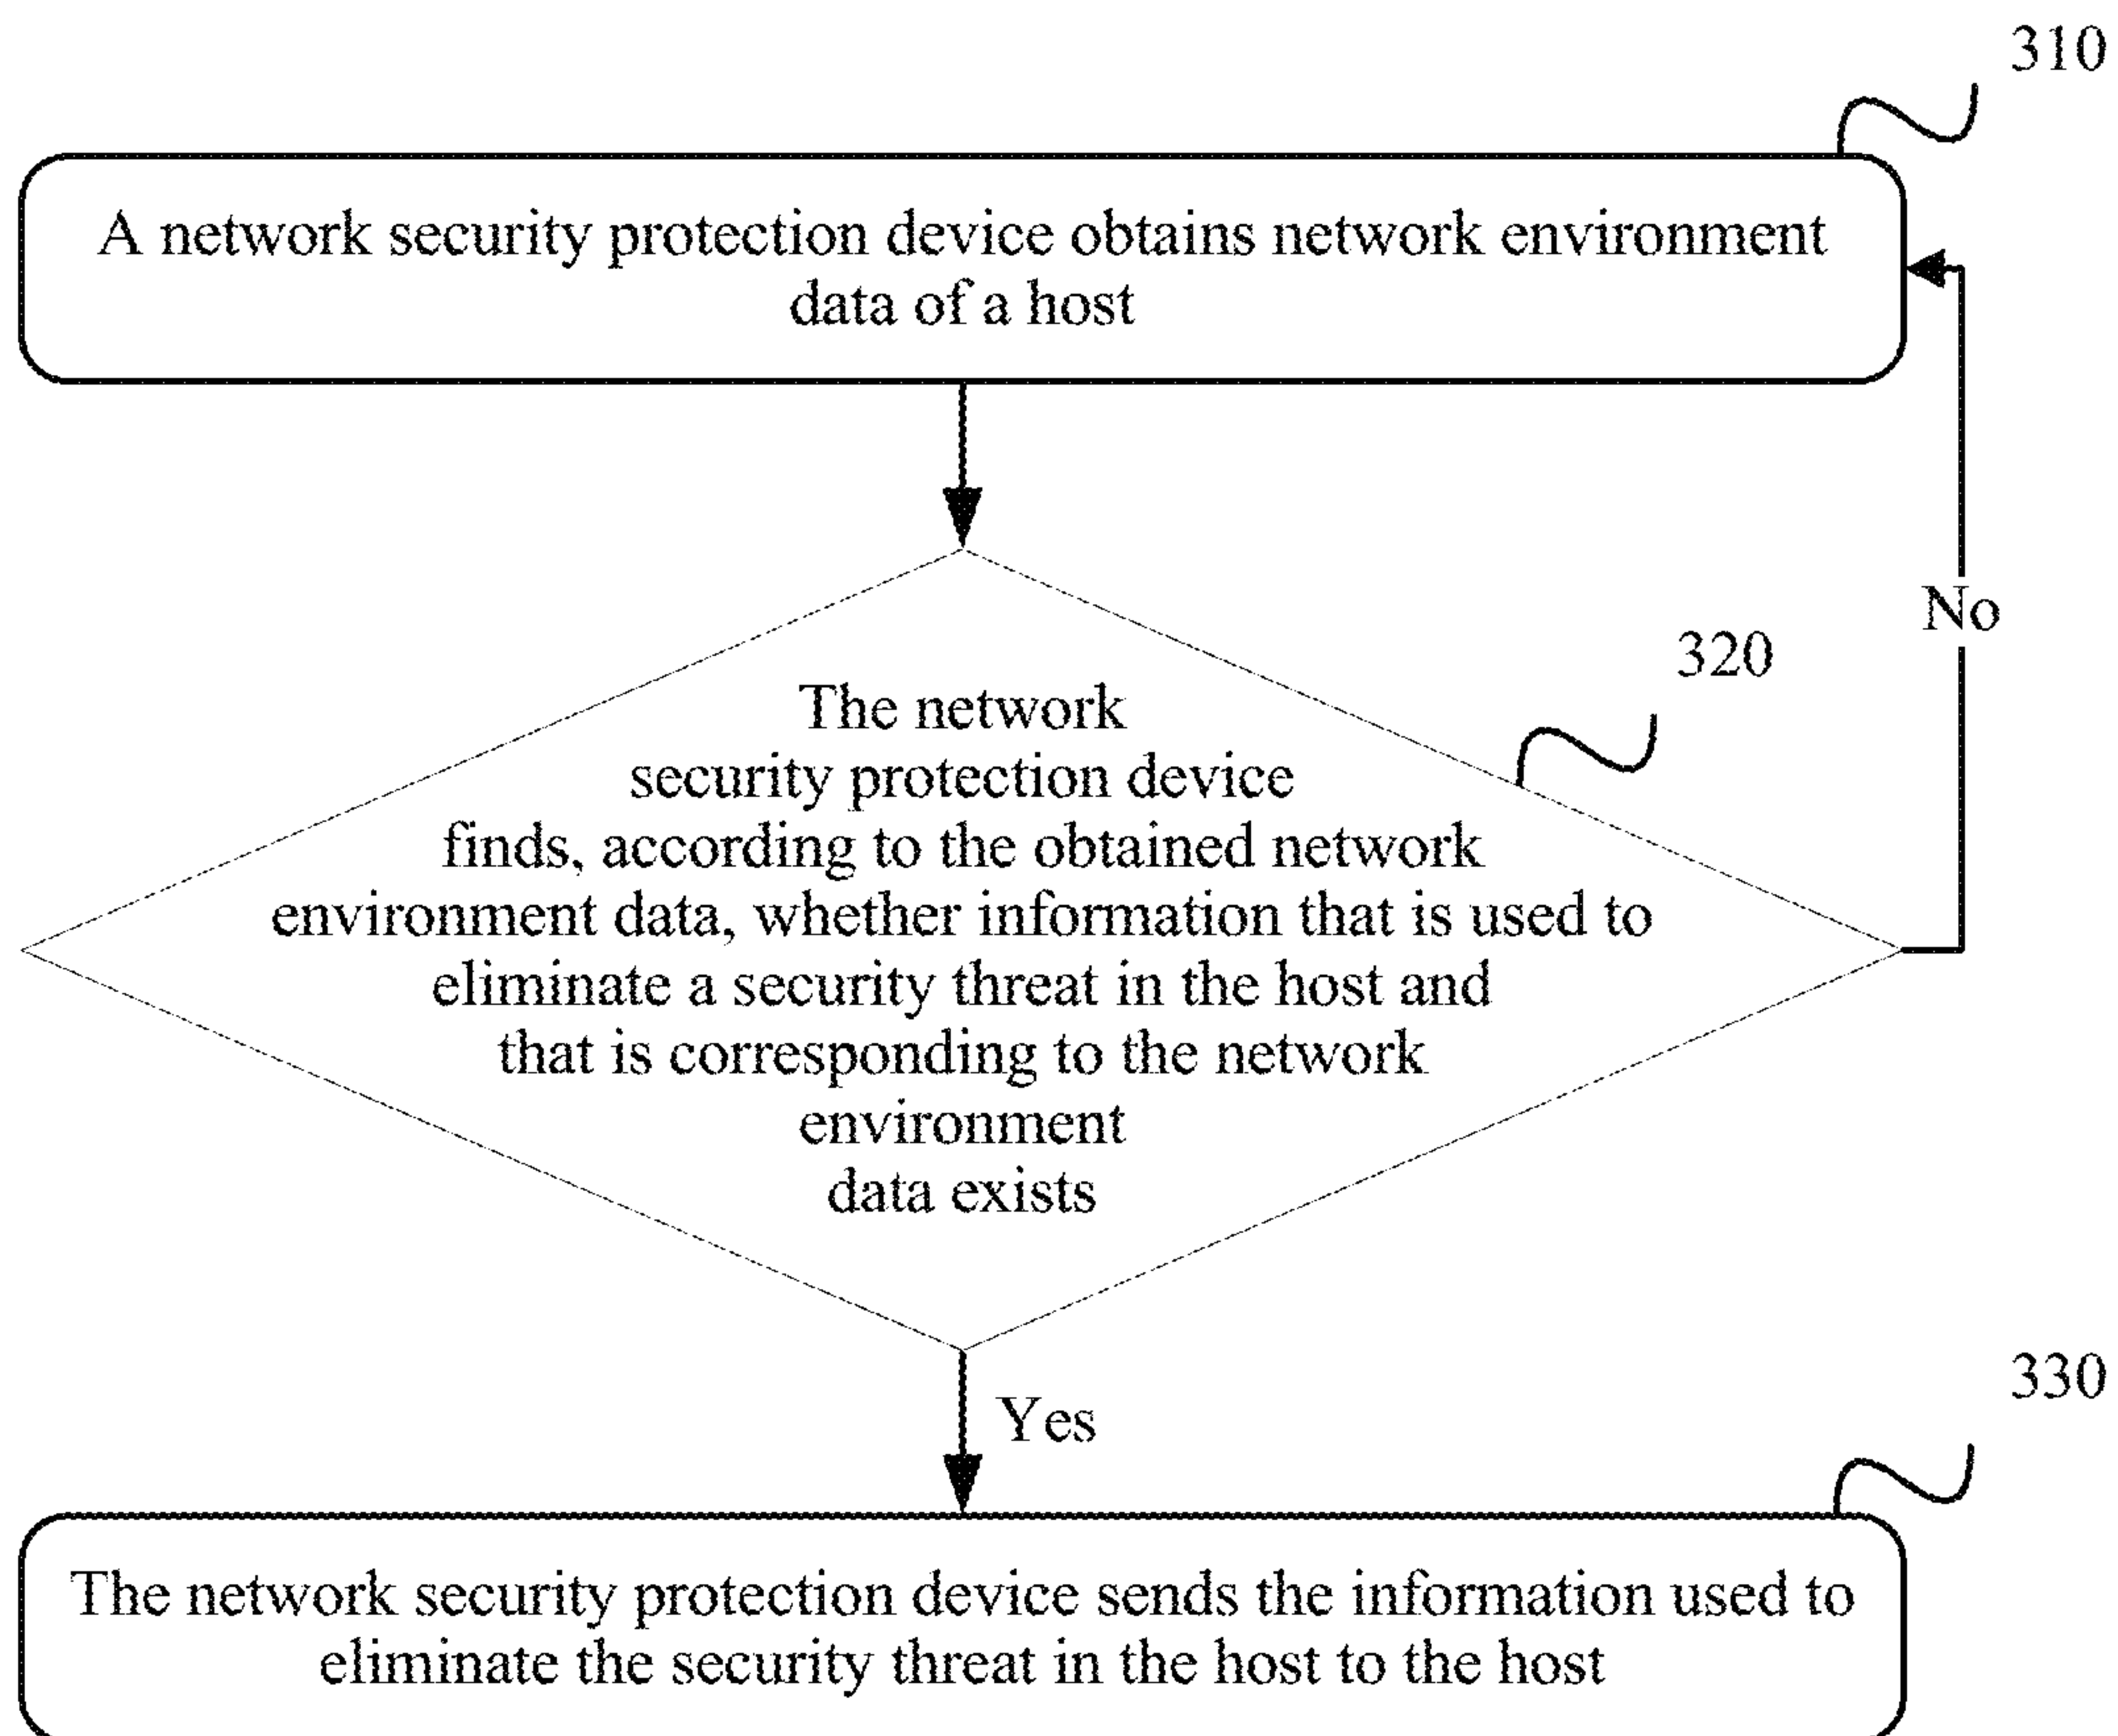 310
A network security protection device obtains network environment
data of a host
No
320
The network
security protection device
finds, according to the obtained network
environment data, whether information that is used to
eliminate a security threat in the host and
that is corresponding to the network
environment
data exists
Yes
330
The network security protection device sends the information used to
eliminate the security threat in the host to the host